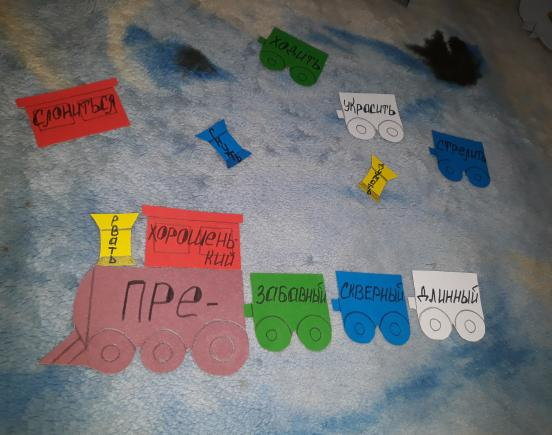 ХОДИТЬ
СЛОНИТЬСЯ
УКРАСИТЬ
СТРЕЛИТЬ
РВАТЬ
ХОРОШЕНЬ-
КИЙ
ПРЕ-
ЗАБАВНЫЙ
СКВЕРНЫЙ
ДЛИННЫЙ